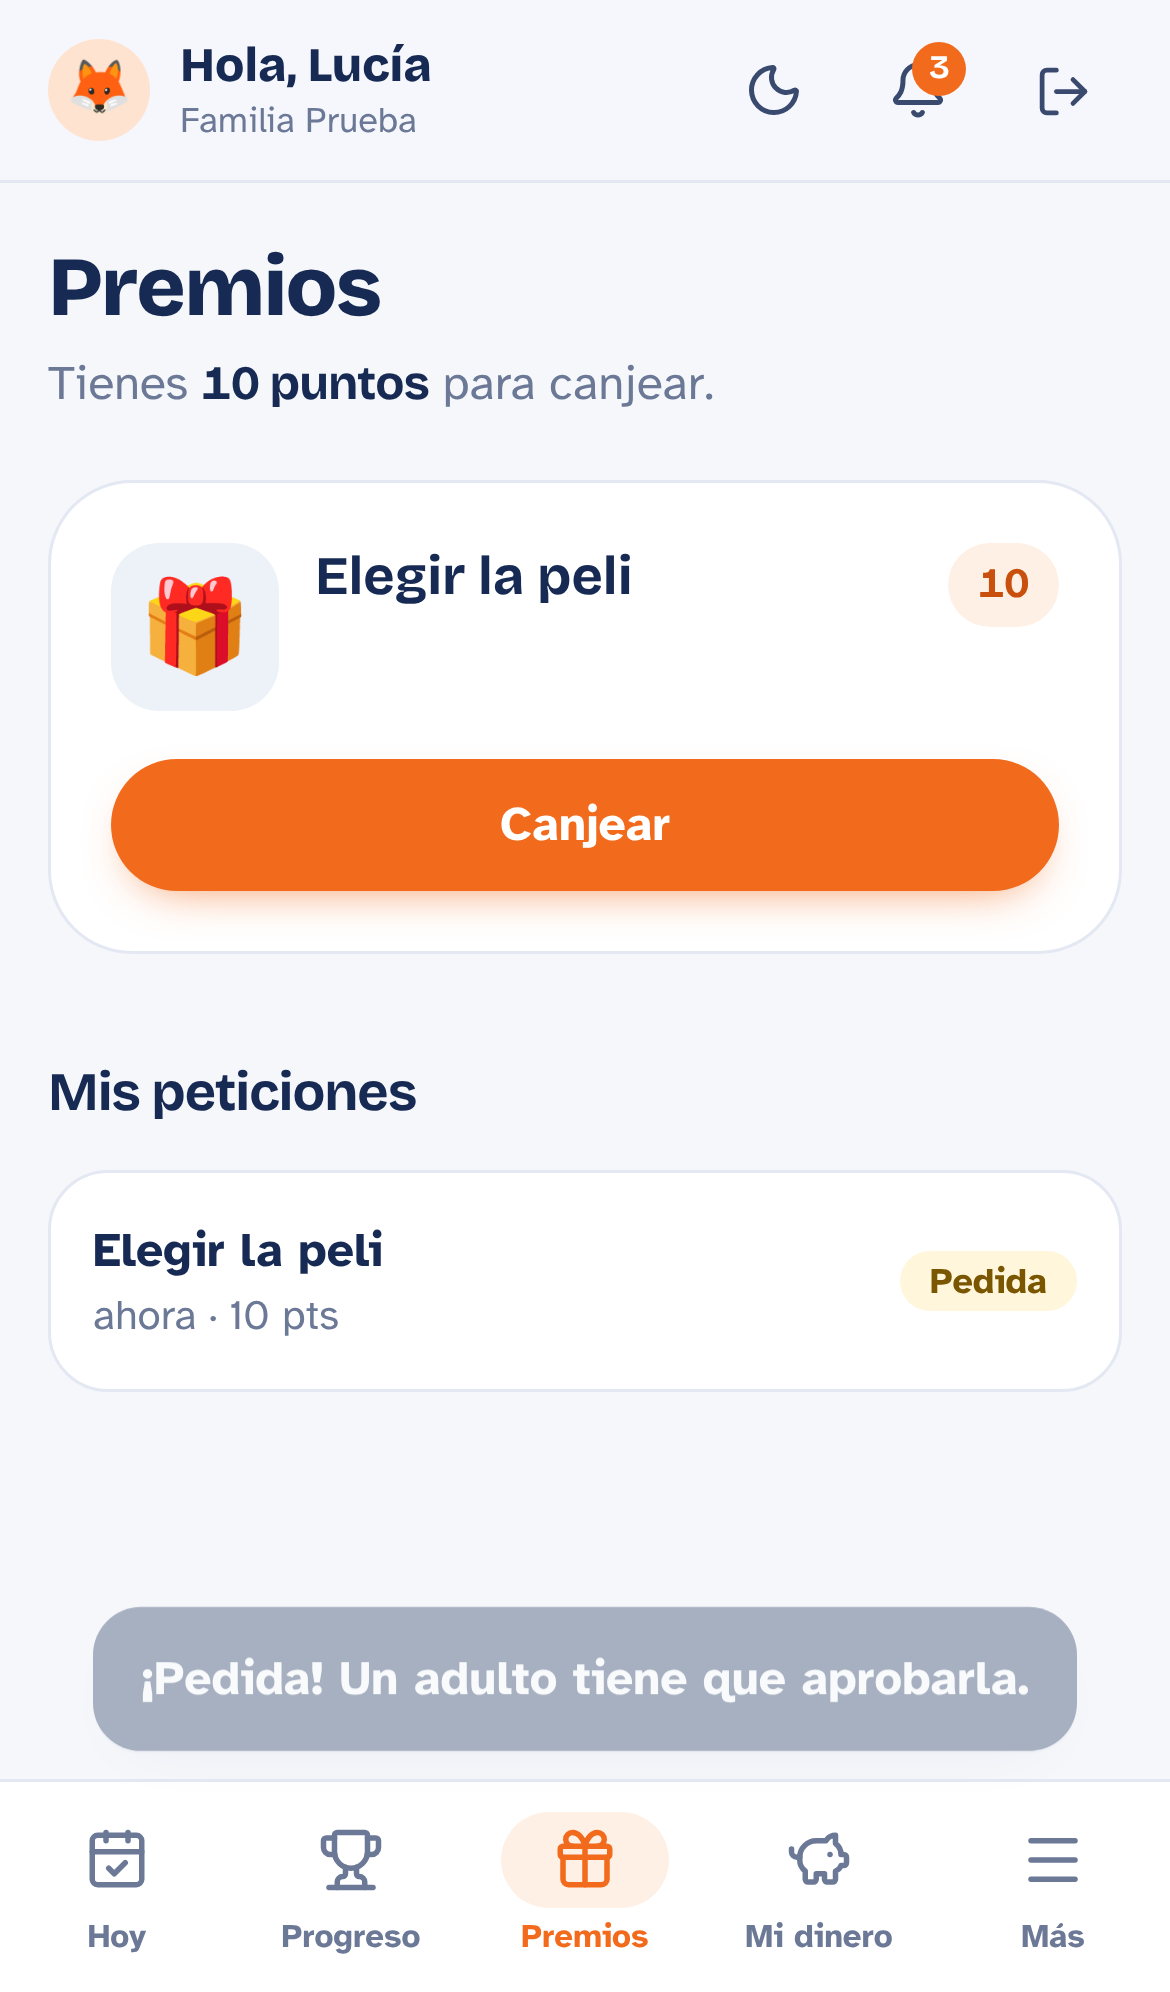 Hola, Lucía
Familia Prueba
3
Premios
Tienes 10 puntos para canjear.
Elegir la peli
10
Canjear
Mis peticiones
Elegir la peli
ahora · 10 pts
Pedida
¡Pedida! Un adulto tiene que aprobarla.
Hoy
Progreso
Premios
Mi dinero
Más